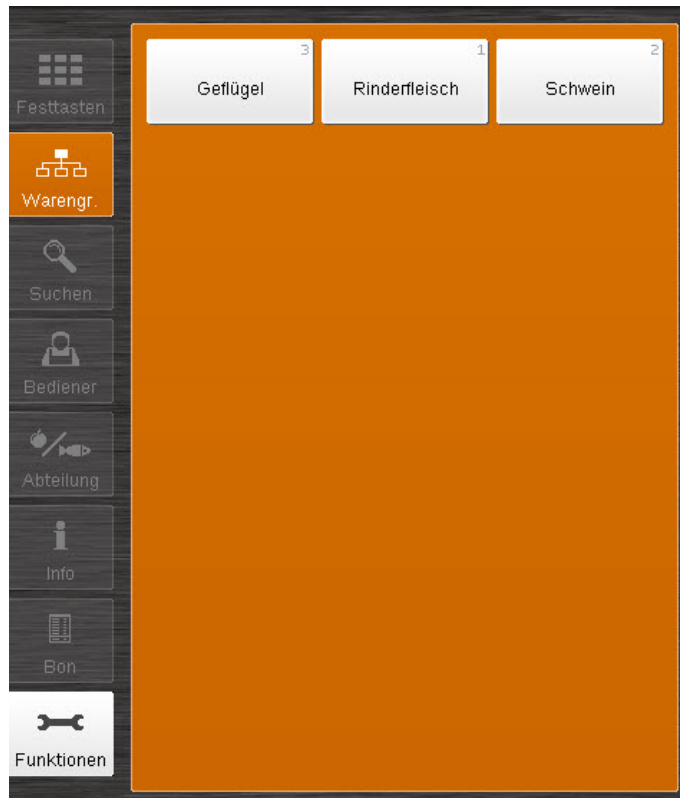 3
Geflügel
1
Rinderfleisch
2
Schwein
Festtasten
Warengr.
Suchen
Bediener
Abteilung
Info
Bon
Funktionen